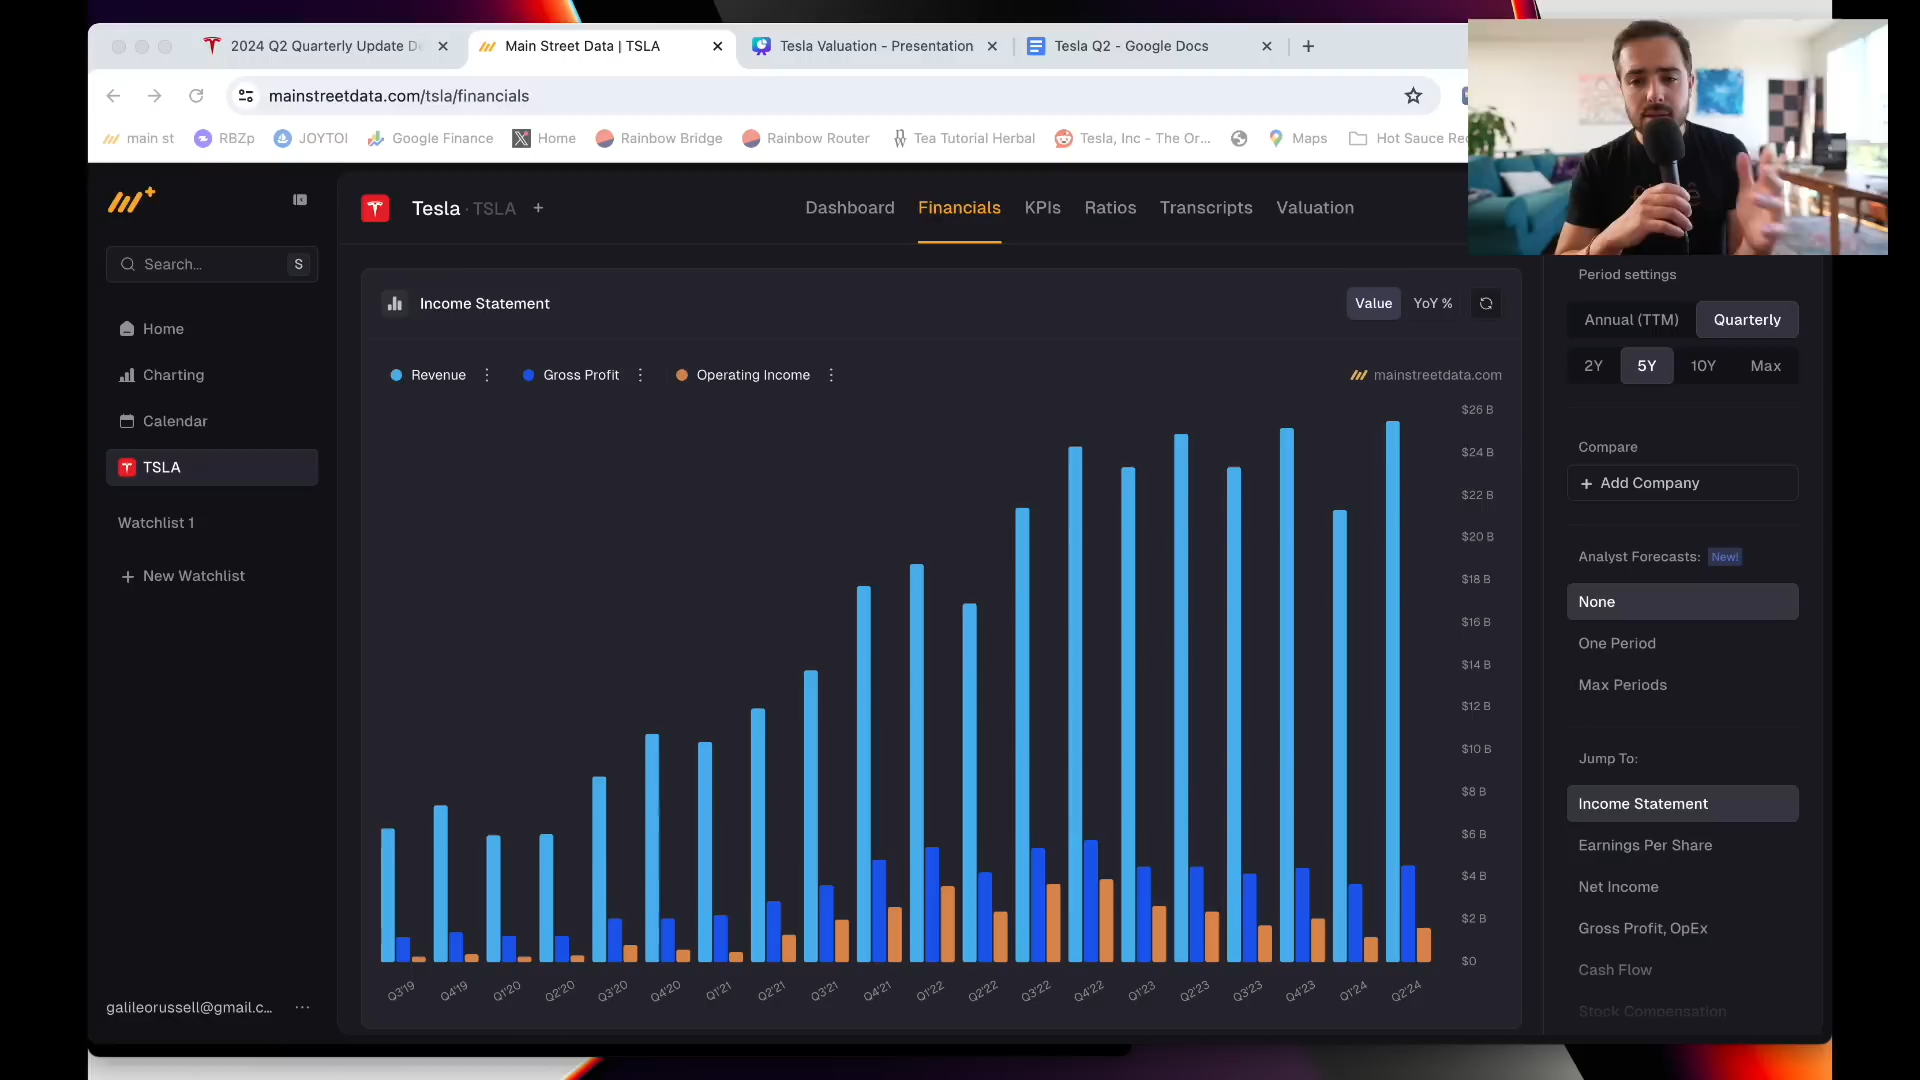 2024 Q2 Quarterly Update De
Main Street Data | TSLA
Tesla Valuation - Presentation
Tesla Q2 - Google Docs
mainstreetdata.com/tsla/financials
main st
RBZp
JOYTOI
Google Finance
Home
Rainbow Bridge
Rainbow Router
Tea Tutorial Herbal
Tesla, Inc - The Or...
Maps
Hot Sauce Rec
Tesla · TSLA +
Dashboard
Financials
KPIs
Ratios
Transcripts
Valuation
Search...
S
Home
Charting
Calendar
TSLA
Watchlist 1
+ New Watchlist
galileorussell@gmail.c...
Income Statement
Value
YoY %
Revenue
Gross Profit
Operating Income
mainstreetdata.com
$26 B
$24 B
$22 B
$20 B
$18 B
$16 B
$14 B
$12 B
$10 B
$8 B
$6 B
$4 B
$2 B
$0
Q3'19
Q4'19
Q1'20
Q2'20
Q3'20
Q4'20
Q1'21
Q2'21
Q3'21
Q4'21
Q1'22
Q2'22
Q3'22
Q4'22
Q1'23
Q2'23
Q3'23
Q4'23
Q1'24
Q2'24
Period settings
Annual (TTM)
Quarterly
2Y
5Y
10Y
Max
Compare
+ Add Company
Analyst Forecasts:
New!
None
One Period
Max Periods
Jump To:
Income Statement
Earnings Per Share
Net Income
Gross Profit, OpEx
Cash Flow
Stock Compensation